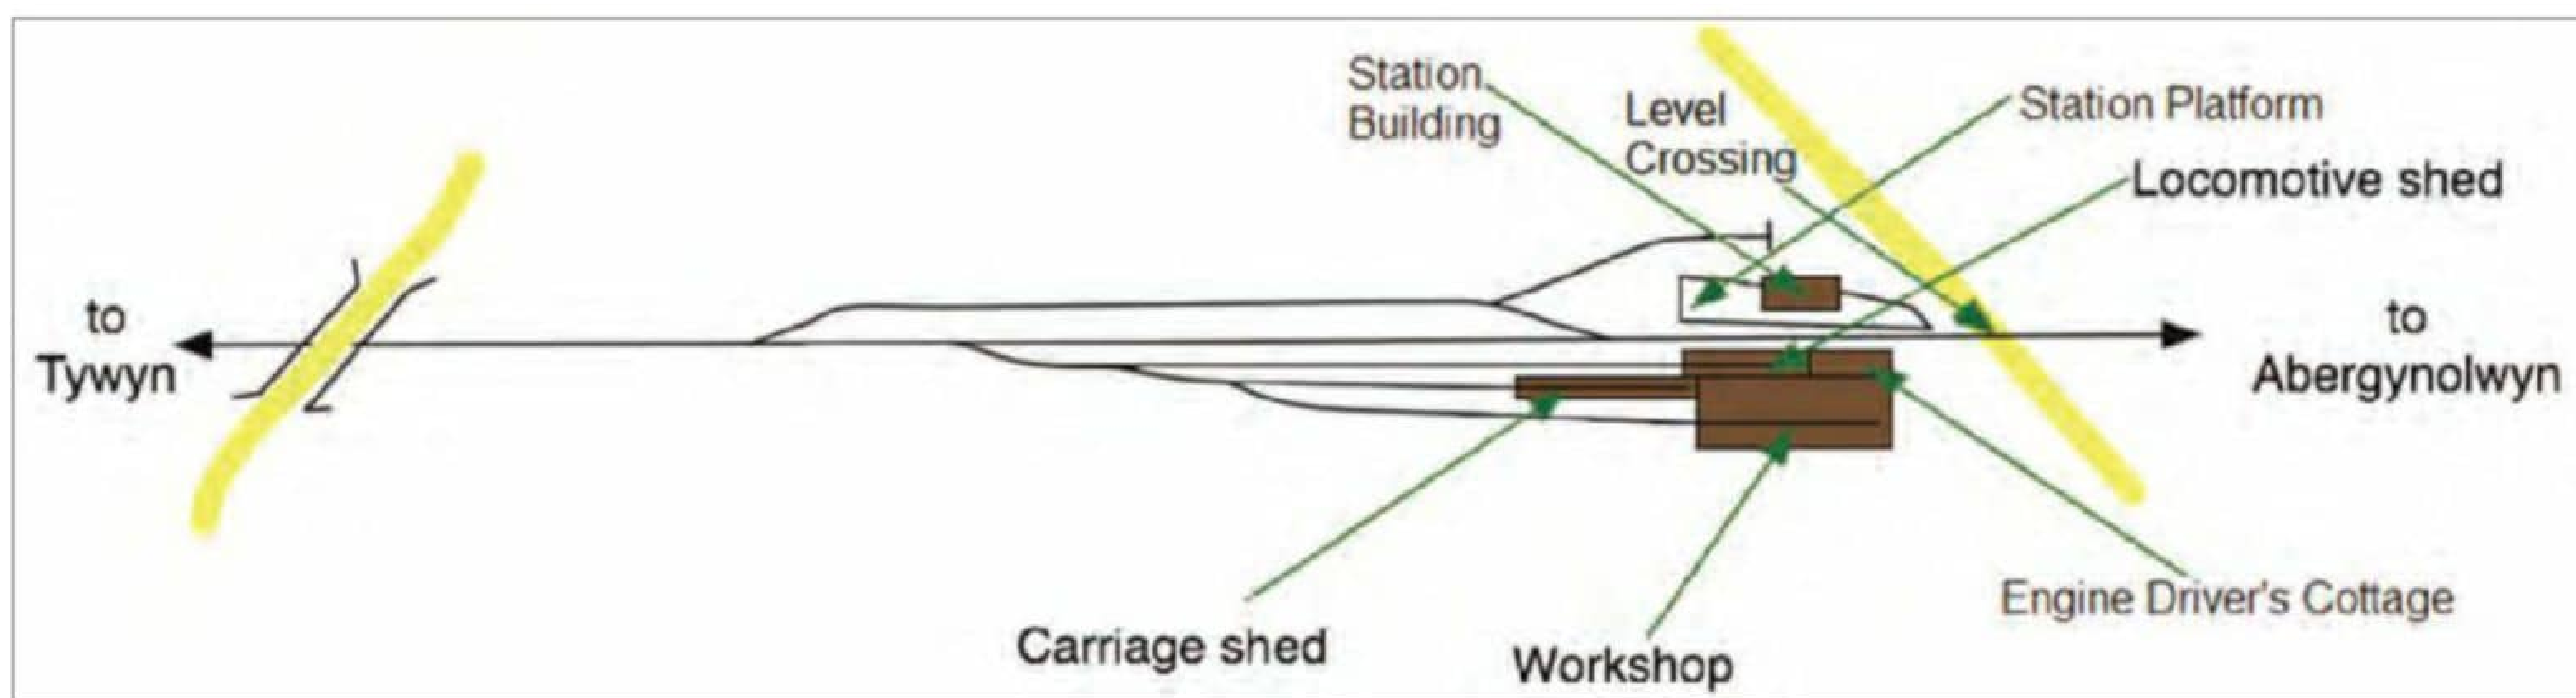 Station
Building
Level
Crossing
Station Platform
Locomotive shed
to
Tywyn
to
Abergynolwyn
Engine Driver's Cottage
Carriage shed
Workshop